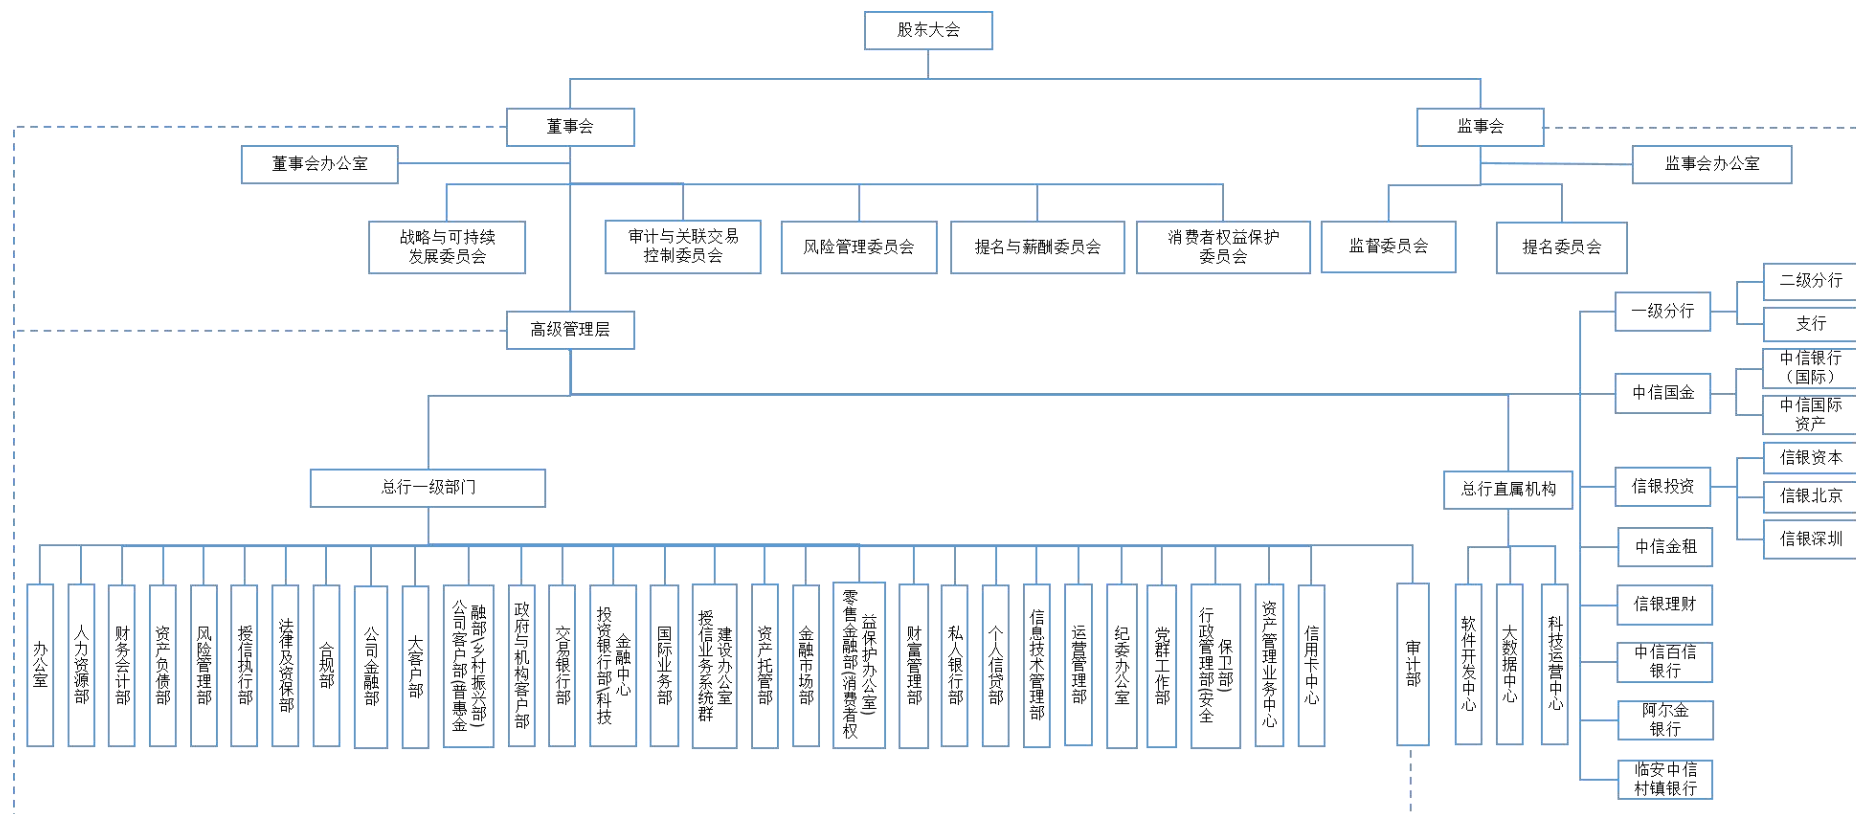 股东大会
董事会
监事会
董事会办公室
监事会办公室
战略与可持续
发展委员会
审计与关联交易
控制委员会
风险管理委员会
提名与薪酬委员会
消费者权益保护
委员会
监督委员会
提名委员会
高级管理层
一级分行
二级分行
支行
中信国金
中信银行
（国际）
中信国际
资产
信银投资
信银资本
信银北京
信银深圳
中信金租
信银理财
中信百信
银行
阿尔金
银行
临安中信
村镇银行
总行一级部门
总行直属机构
办公室
人力资源部
财务会计部
资产负债部
风险管理部
授信执行部
法律及资保部
合规部
公司金融部
大客户部
公司客户部(普惠金
融部/乡村振兴部)
政府与机构客户部
交易银行部
投资银行部/科技
金融中心
国际业务部
授信业务系统群
建设办公室
资产托管部
金融市场部
零售金融部(消费者权
益保护办公室)
财富管理部
私人银行部
个人信贷部
信息技术管理部
运营管理部
纪委办公室
党群工作部
行政管理部(安全
保卫部)
资产管理业务中心
信用卡中心
审计部
软件开发中心
大数据中心
科技运营中心